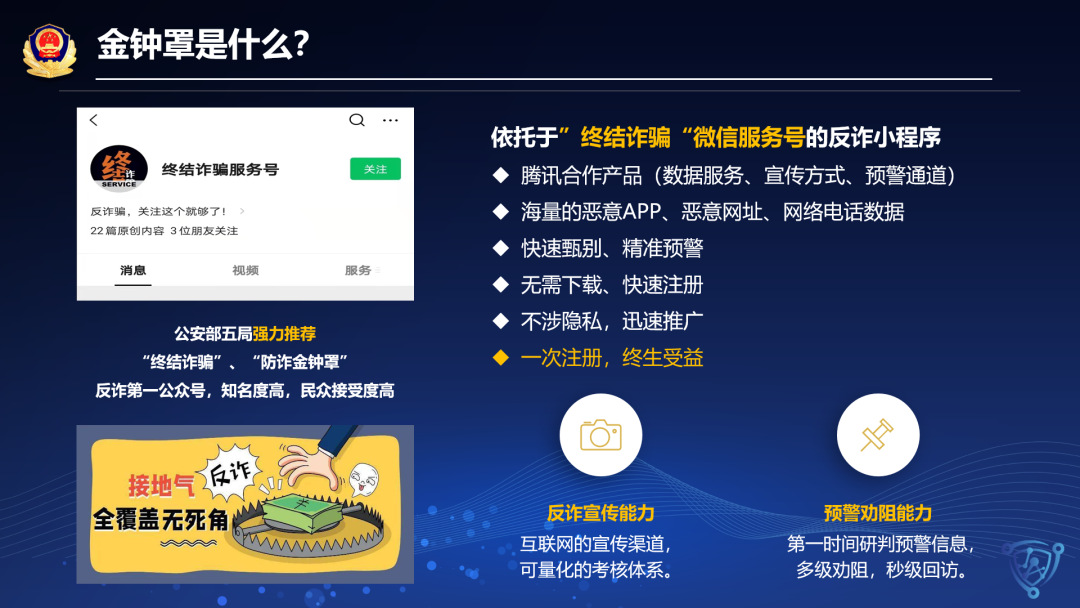 金钟罩是什么？
终诈
SERVICE
终结诈骗服务号
关注
反诈骗，关注这个就够了！
22篇原创内容 3位朋友关注
消息 视频 服务
公安部五局强力推荐
“终结诈骗”、“防诈金钟罩”
反诈第一公众号，知名度高，民众接受度高
接地气
反诈
全覆盖无死角
依托于”终结诈骗“微信服务号的反诈小程序
◆ 腾讯合作产品（数据服务、宣传方式、预警通道）
◆ 海量的恶意APP、恶意网址、网络电话数据
◆ 快速甄别、精准预警
◆ 无需下载、快速注册
◆ 不涉隐私，迅速推广
◆ 一次注册，终生受益
反诈宣传能力
互联网的宣传渠道，
可量化的考核体系。
预警劝阻能力
第一时间研判预警信息，
多级劝阻，秒级回访。